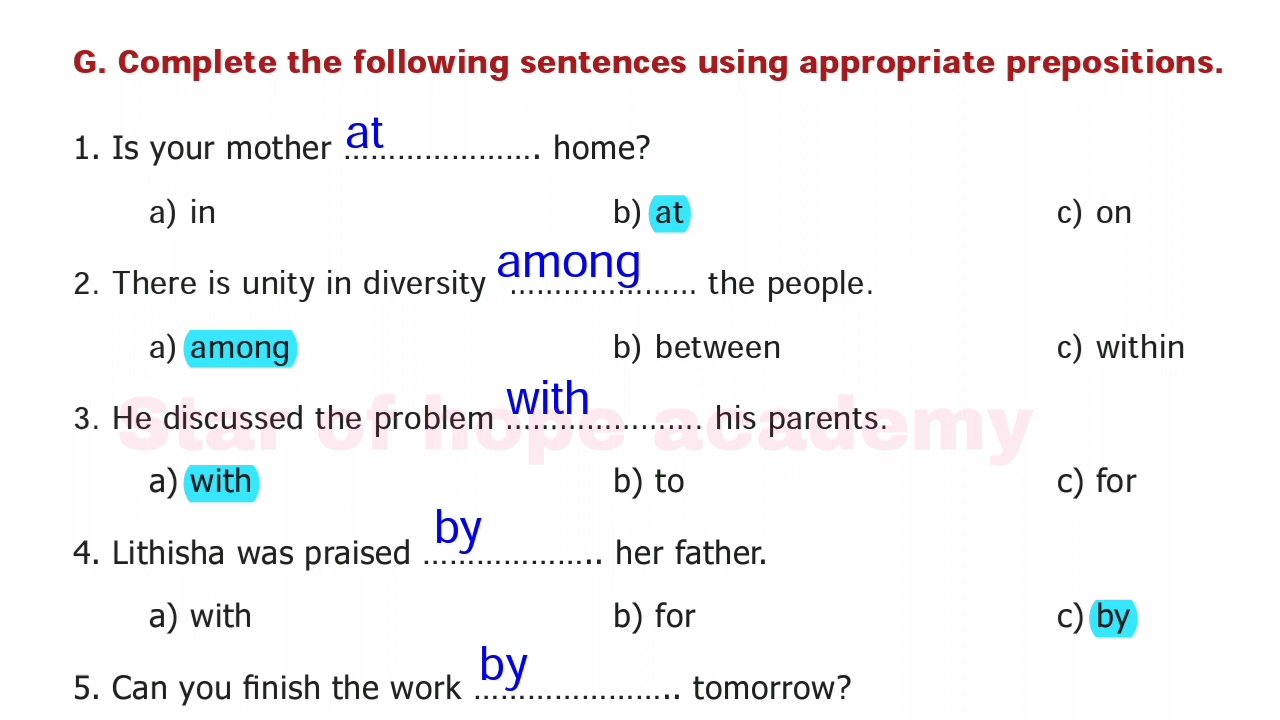 G. Complete the following sentences using appropriate prepositions.
1. Is your mother at ...................... home?
a) in b) at c) on
2. There is unity in diversity among ..................... the people.
a) among b) between c) within
3. He discussed the problem with ...................... his parents.
Star of hope academy
a) with b) to c) for
4. Lithisha was praised by .................... her father.
a) with b) for c) by
5. Can you finish the work by ....................... tomorrow?